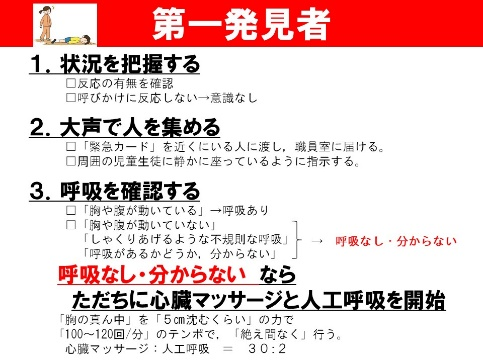 第一発見者
１．状況を把握する
□反応の有無を確認
□呼びかけに反応しない→意識なし
２．大声で人を集める
□「緊急カード」を近くにいる人に渡し，職員室に届ける。
□周囲の児童生徒に静かに座っているように指示する。
３．呼吸を確認する
□「胸や腹が動いている」→呼吸あり
□「胸や腹が動いていない」
「しゃくりあげるような不規則な呼吸」 → 呼吸なし・分からない
「呼吸があるかどうか，分からない」
呼吸なし・分からない なら
ただちに心臓マッサージと人工呼吸を開始
「胸の真ん中」を「５㎝沈むくらい」の力で
「100～120回/分」のテンポで，「絶え間なく」行う。
心臓マッサージ：人工呼吸 ＝ ３０：２